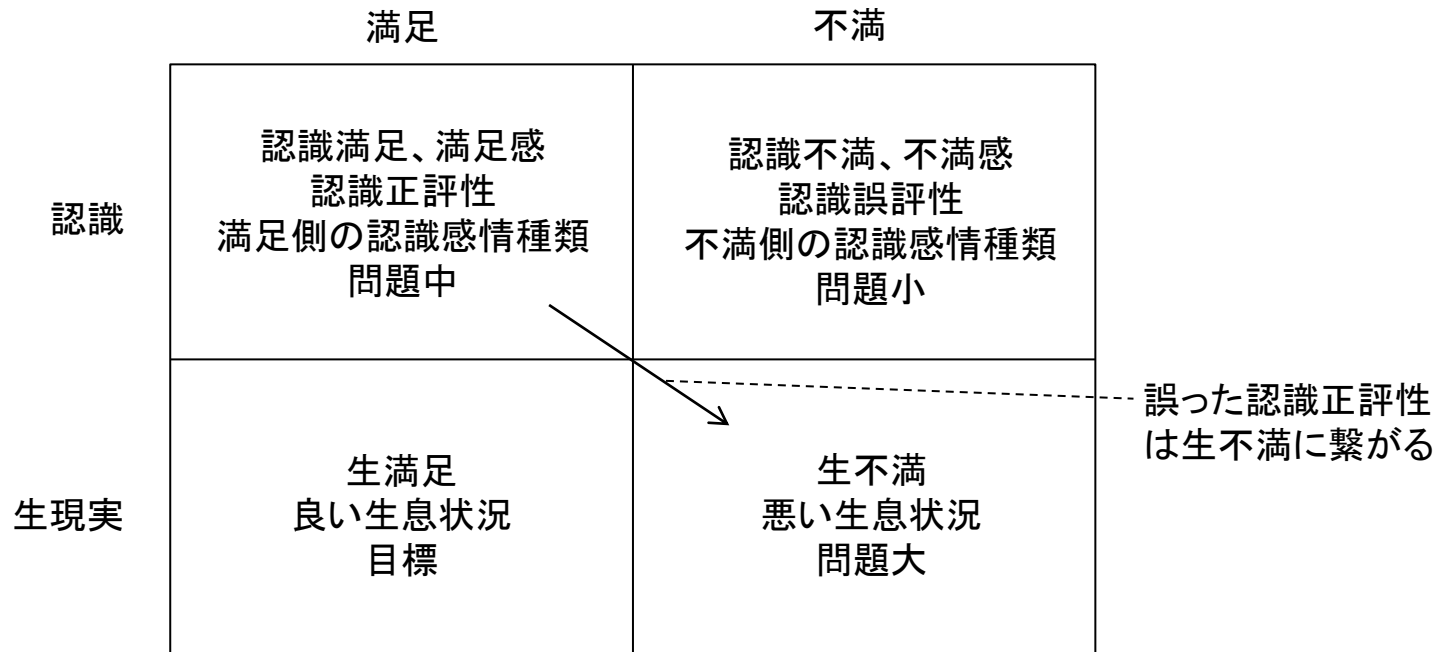 満足
不満
認識
認識満足、満足感
認識正評性
満足側の認識感情種類
問題中
認識不満、不満感
認識誤評性
不満側の認識感情種類
問題小
誤った認識正評性
は生不満に繋がる
生現実
生満足
良い生息状況
目標
生不満
悪い生息状況
問題大